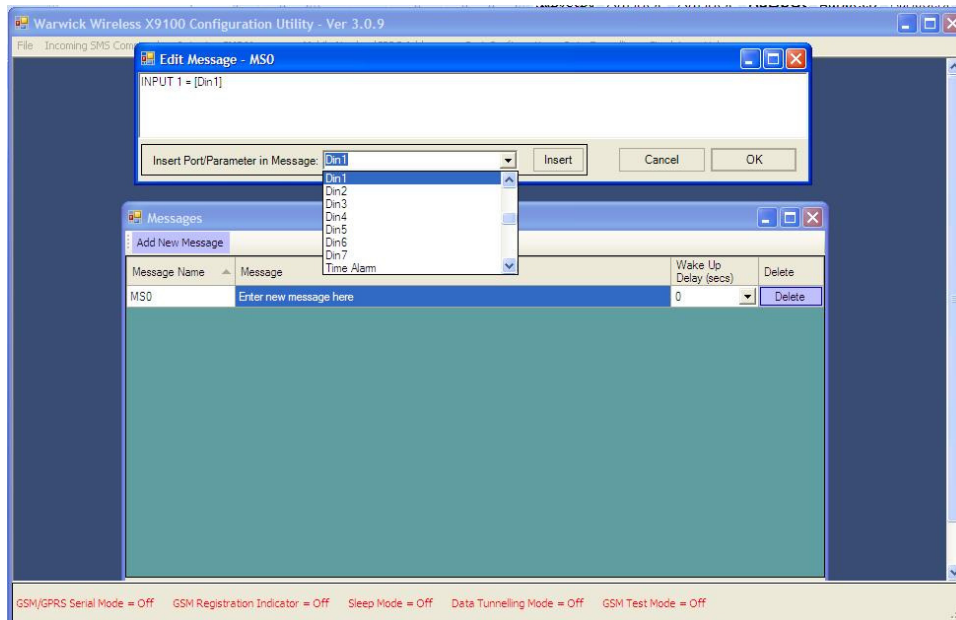 Warwick Wireless X9100 Configuration Utility - Ver 3.0.9
File Incoming SMS Com
Edit Message - MS0
INPUT 1 = [Din1]
Insert Port/Parameter in Message: Din1 Insert Cancel OK
Din1
Din2
Din3
Din4
Din5
Din6
Din7
Time Alarm
Messages
Add New Message
Message Name Message Wake Up Delay (secs) Delete
MS0 Enter new message here 0 Delete
GSM/GPRS Serial Mode = Off GSM Registration Indicator = Off Sleep Mode = Off Data Tunnelling Mode = Off GSM Test Mode = Off